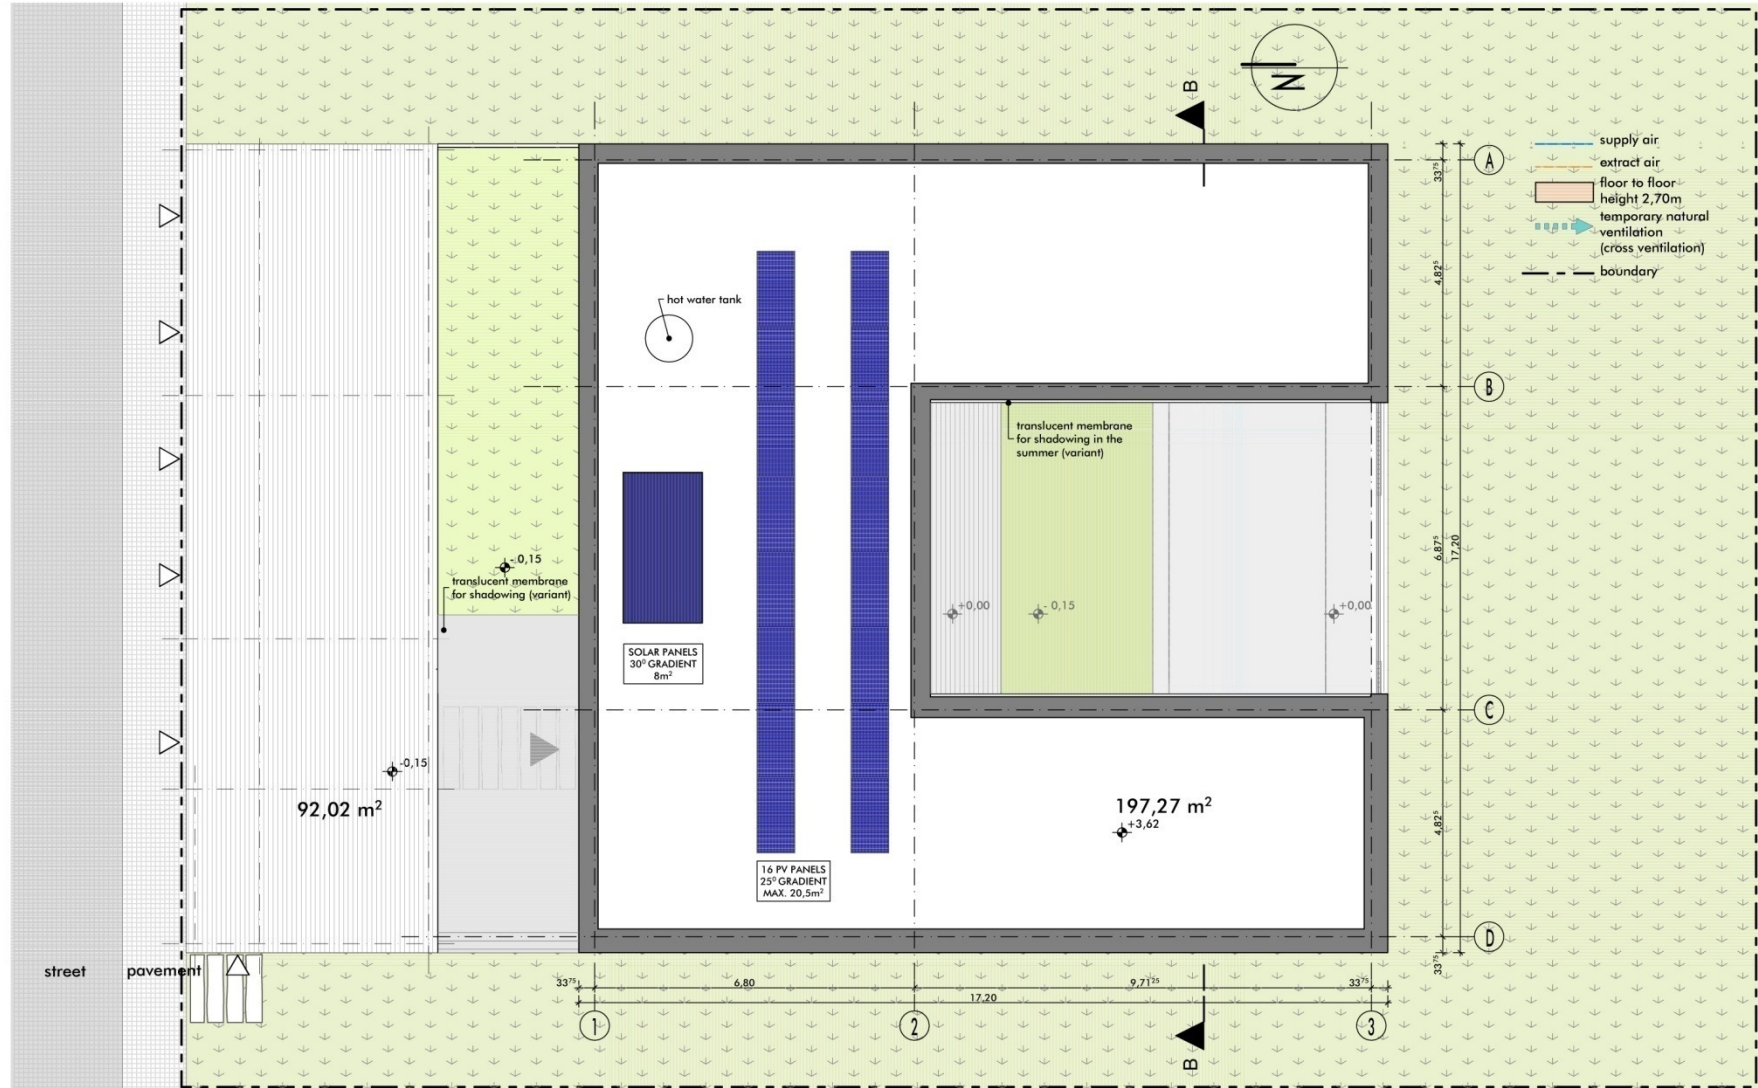 B
N
A
supply air
extract air
floor to floor
height 2,70m
temporary natural
ventilation
(cross ventilation)
boundary
33⁷⁵
4,82⁵
hot water tank
B
translucent membrane
for shadowing in the
summer (variant)
6,87⁵
17,20
- 0,15
translucent membrane
for shadowing (variant)
+0,00
- 0,15
+0,00
SOLAR PANELS
30⁰ GRADIENT
8m²
C
-0,15
92,02 m²
197,27 m²
+3,62
4,82⁵
16 PV PANELS
25⁰ GRADIENT
MAX. 20,5m²
D
33⁷⁵
street
pavement
33⁷⁵
6,80
9,71²⁵
33⁷⁵
17,20
1
2
3
B